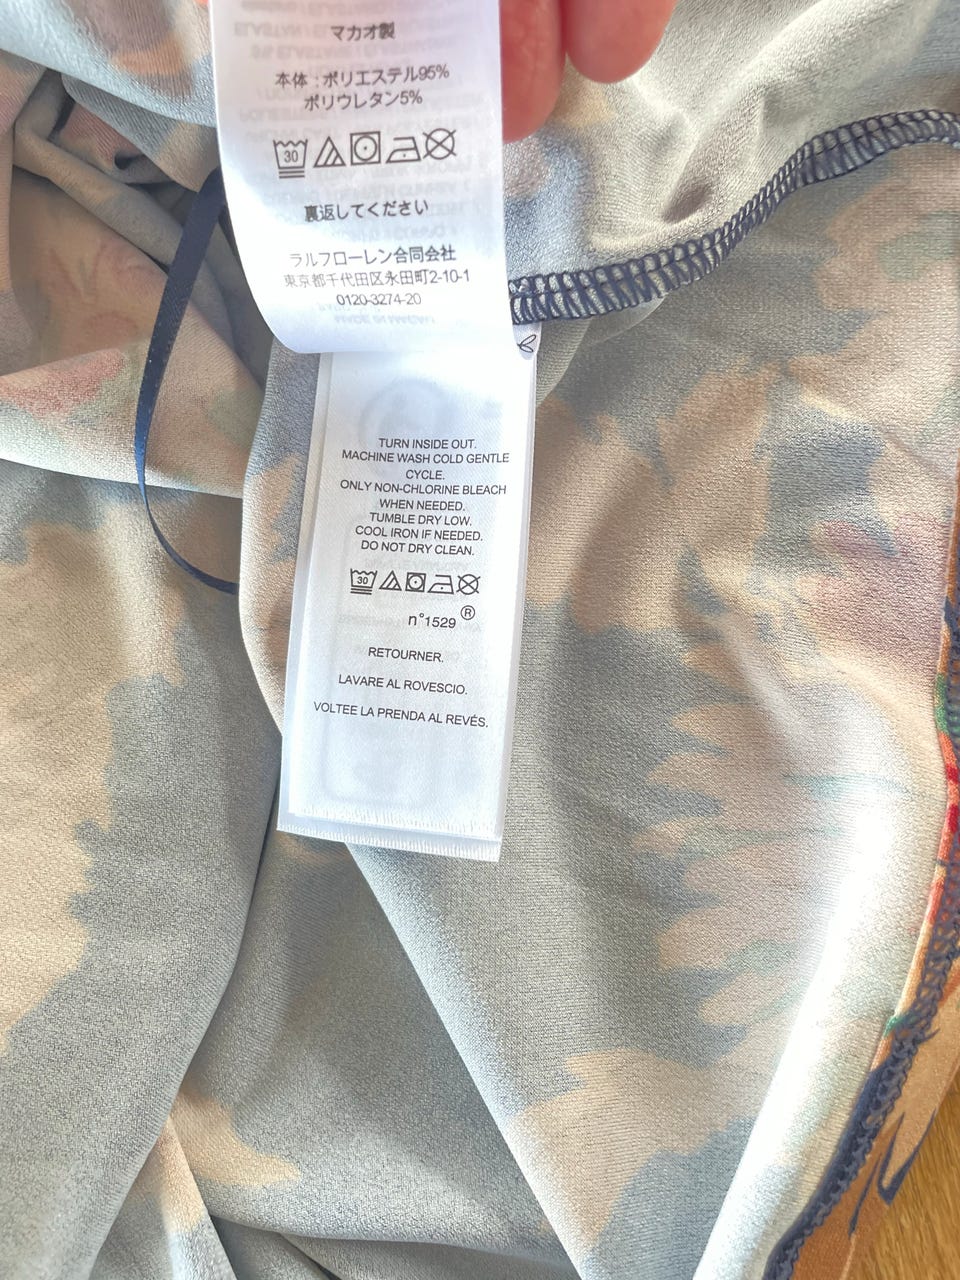 マカオ製
本体：ポリエステル95%
ポリウレタン5%
30
裏返してください
ラルフローレン合同会社
東京都千代田区永田町2-10-1
0120-3274-20
TURN INSIDE OUT.
MACHINE WASH COLD GENTLE
CYCLE.
ONLY NON-CHLORINE BLEACH
WHEN NEEDED.
TUMBLE DRY LOW.
COOL IRON IF NEEDED.
DO NOT DRY CLEAN.
30
n°1529®
RETOURNER.
LAVARE AL ROVESCIO.
VOLTEE LA PRENDA AL REVÉS.